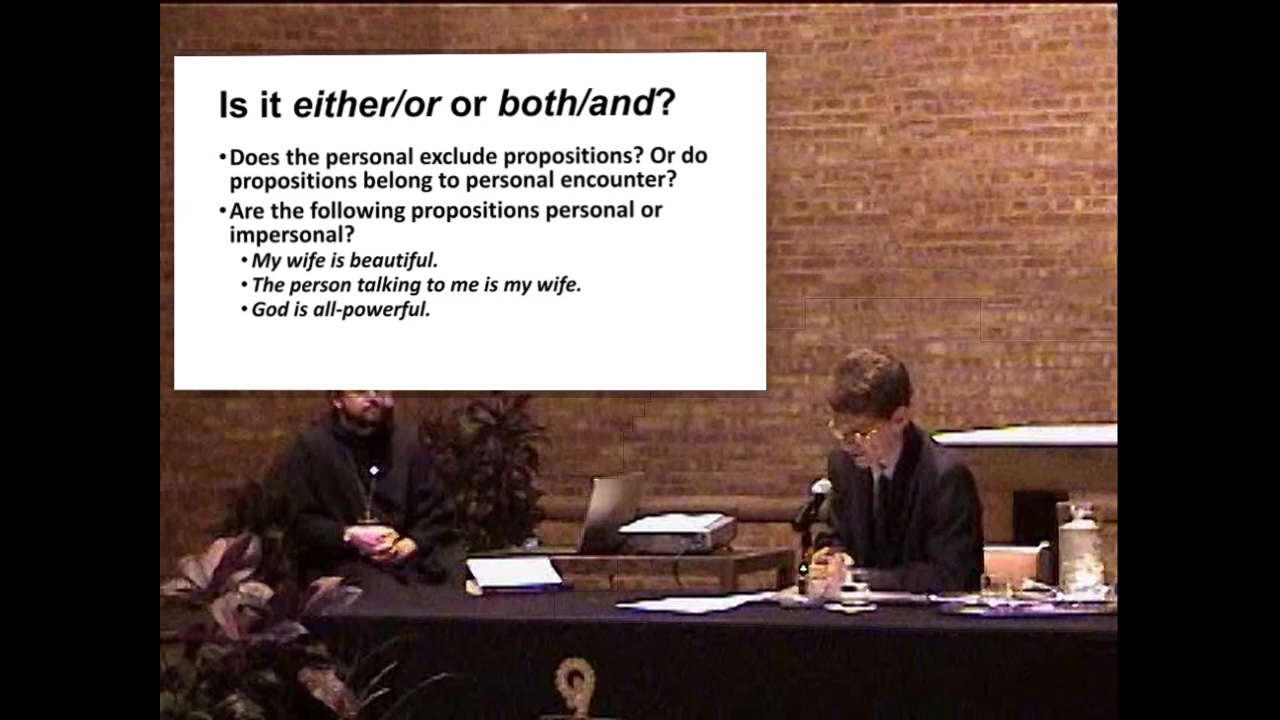 Is it either/or or both/and?
•Does the personal exclude propositions? Or do
propositions belong to personal encounter?
•Are the following propositions personal or
impersonal?
•My wife is beautiful.
•The person talking to me is my wife.
•God is all-powerful.